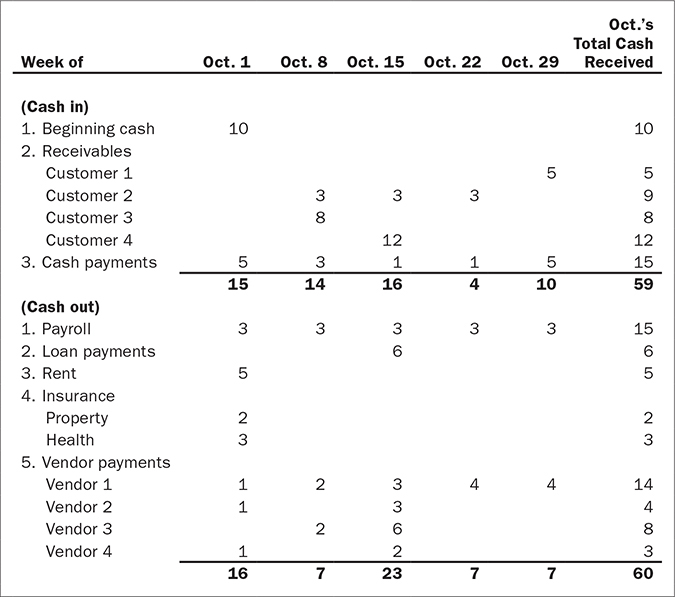 Oct.'s
Total Cash
Week of Oct. 1 Oct. 8 Oct. 15 Oct. 22 Oct. 29 Received
(Cash in)
1. Beginning cash 10 10
2. Receivables
Customer 1 5 5
Customer 2 3 3 3 9
Customer 3 8 8
Customer 4 12 12
3. Cash payments 5 3 1 1 5 15
15 14 16 4 10 59
(Cash out)
1. Payroll 3 3 3 3 3 15
2. Loan payments 6 6
3. Rent 5 5
4. Insurance
Property 2 2
Health 3 3
5. Vendor payments
Vendor 1 1 2 3 4 4 14
Vendor 2 1 3 4
Vendor 3 2 6 8
Vendor 4 1 2 3
16 7 23 7 7 60